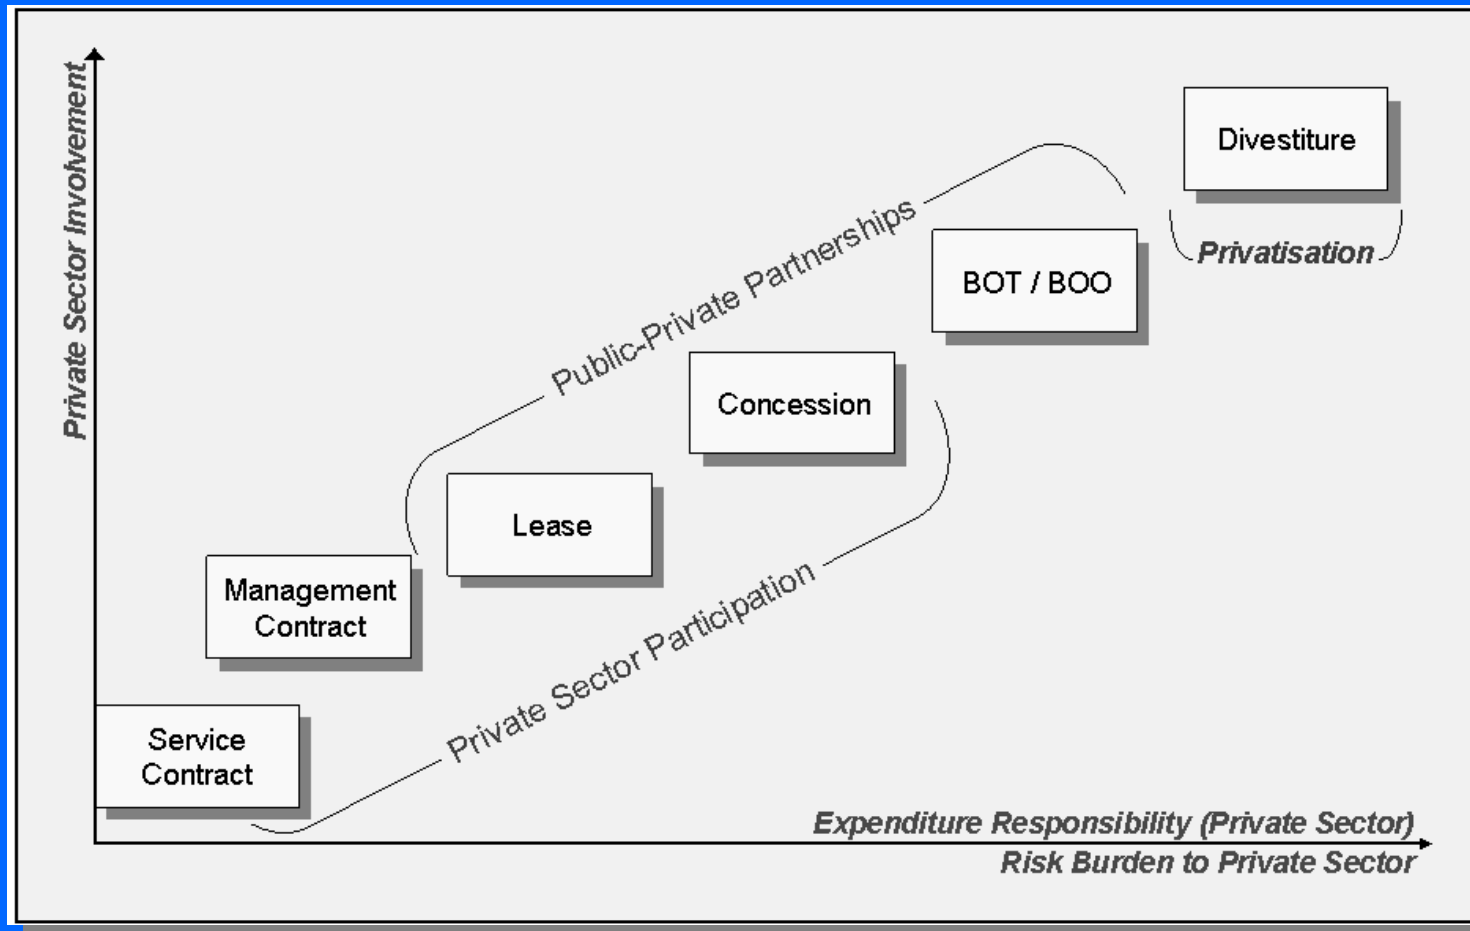 Private Sector Involvement
Divestiture
Privatisation
Public-Private Partnerships
BOT / BOO
Concession
Lease
Management
Contract
Private Sector Participation
Service
Contract
Expenditure Responsibility (Private Sector)
Risk Burden to Private Sector